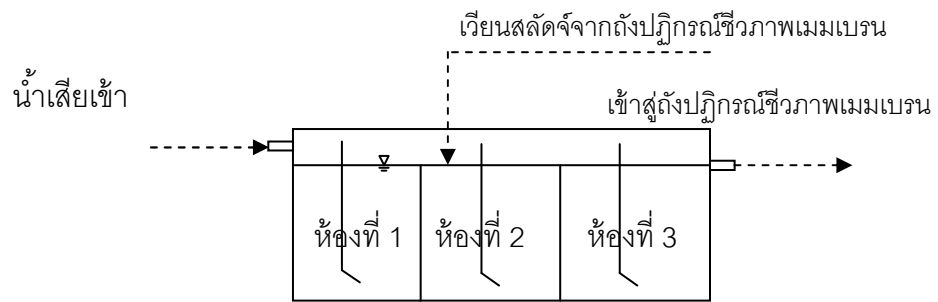 เวียนสลัดจ์จากถังปฏิกรณ์ชีวภาพเมมเบรน
น้ำเสียเข้า
เข้าสู่ถังปฏิกรณ์ชีวภาพเมมเบรน
ห้องที่ 1
ห้องที่ 2
ห้องที่ 3